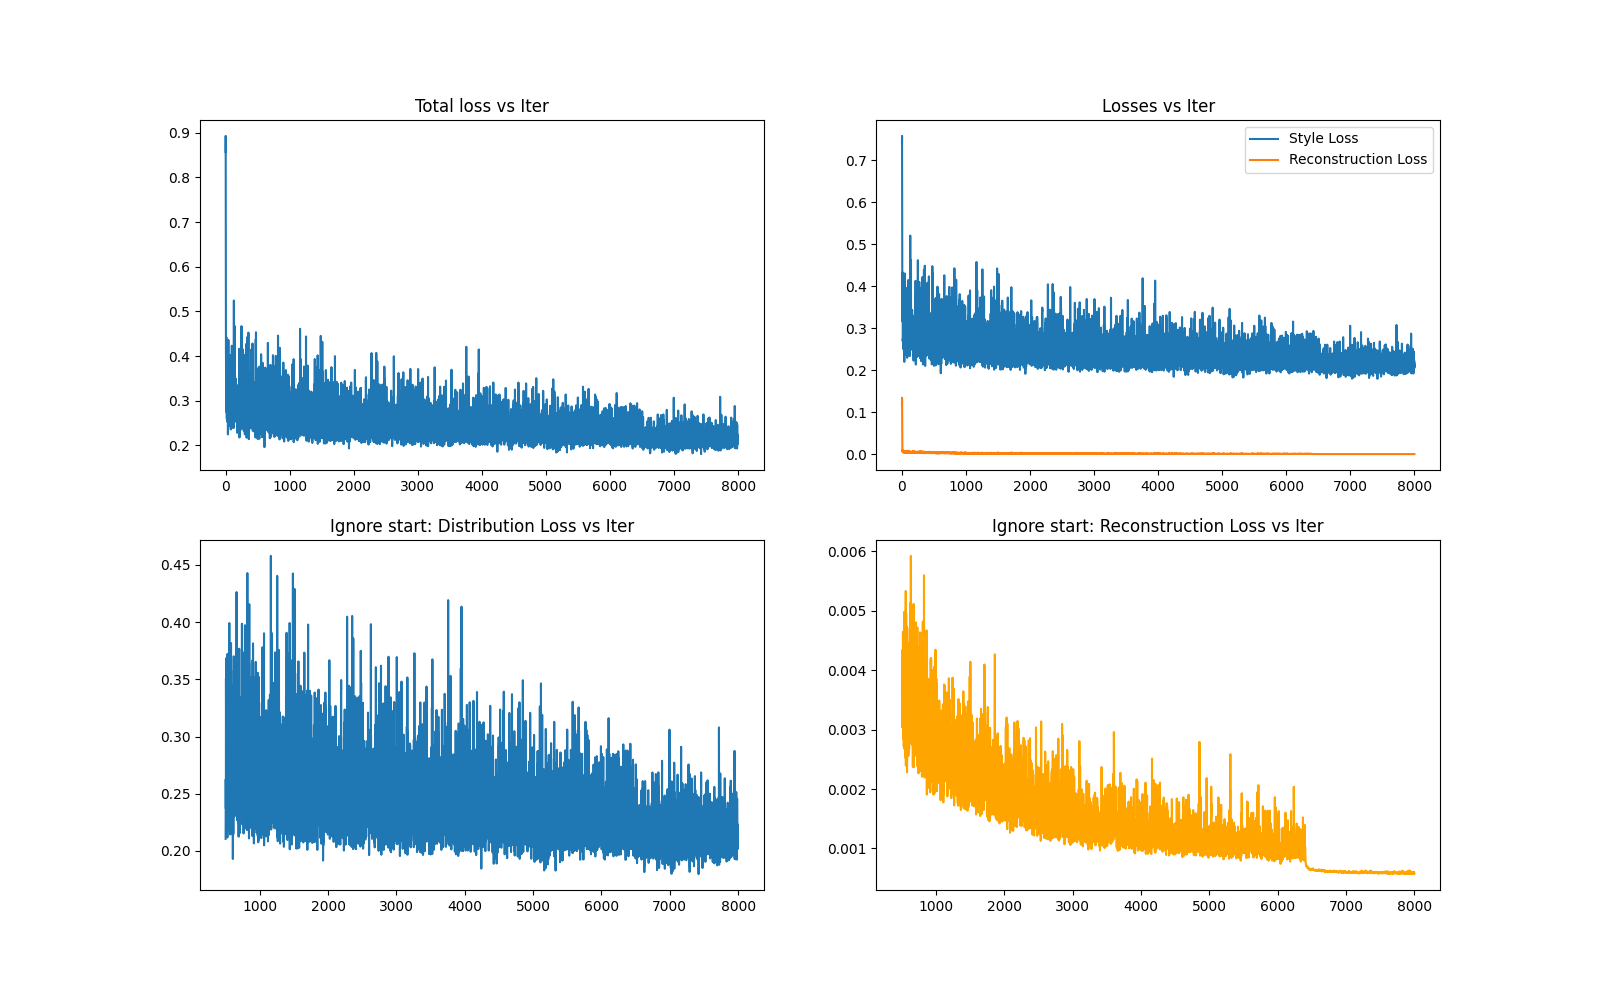 Total loss vs Iter
0.9
0.8
0.7
0.6
0.5
0.4
0.3
0.2
0 1000 2000 3000 4000 5000 6000 7000 8000
Losses vs Iter
Style Loss
Reconstruction Loss
0.7
0.6
0.5
0.4
0.3
0.2
0.1
0.0
0 1000 2000 3000 4000 5000 6000 7000 8000
Ignore start: Distribution Loss vs Iter
0.45
0.40
0.35
0.30
0.25
0.20
1000 2000 3000 4000 5000 6000 7000 8000
Ignore start: Reconstruction Loss vs Iter
0.006
0.005
0.004
0.003
0.002
0.001
1000 2000 3000 4000 5000 6000 7000 8000